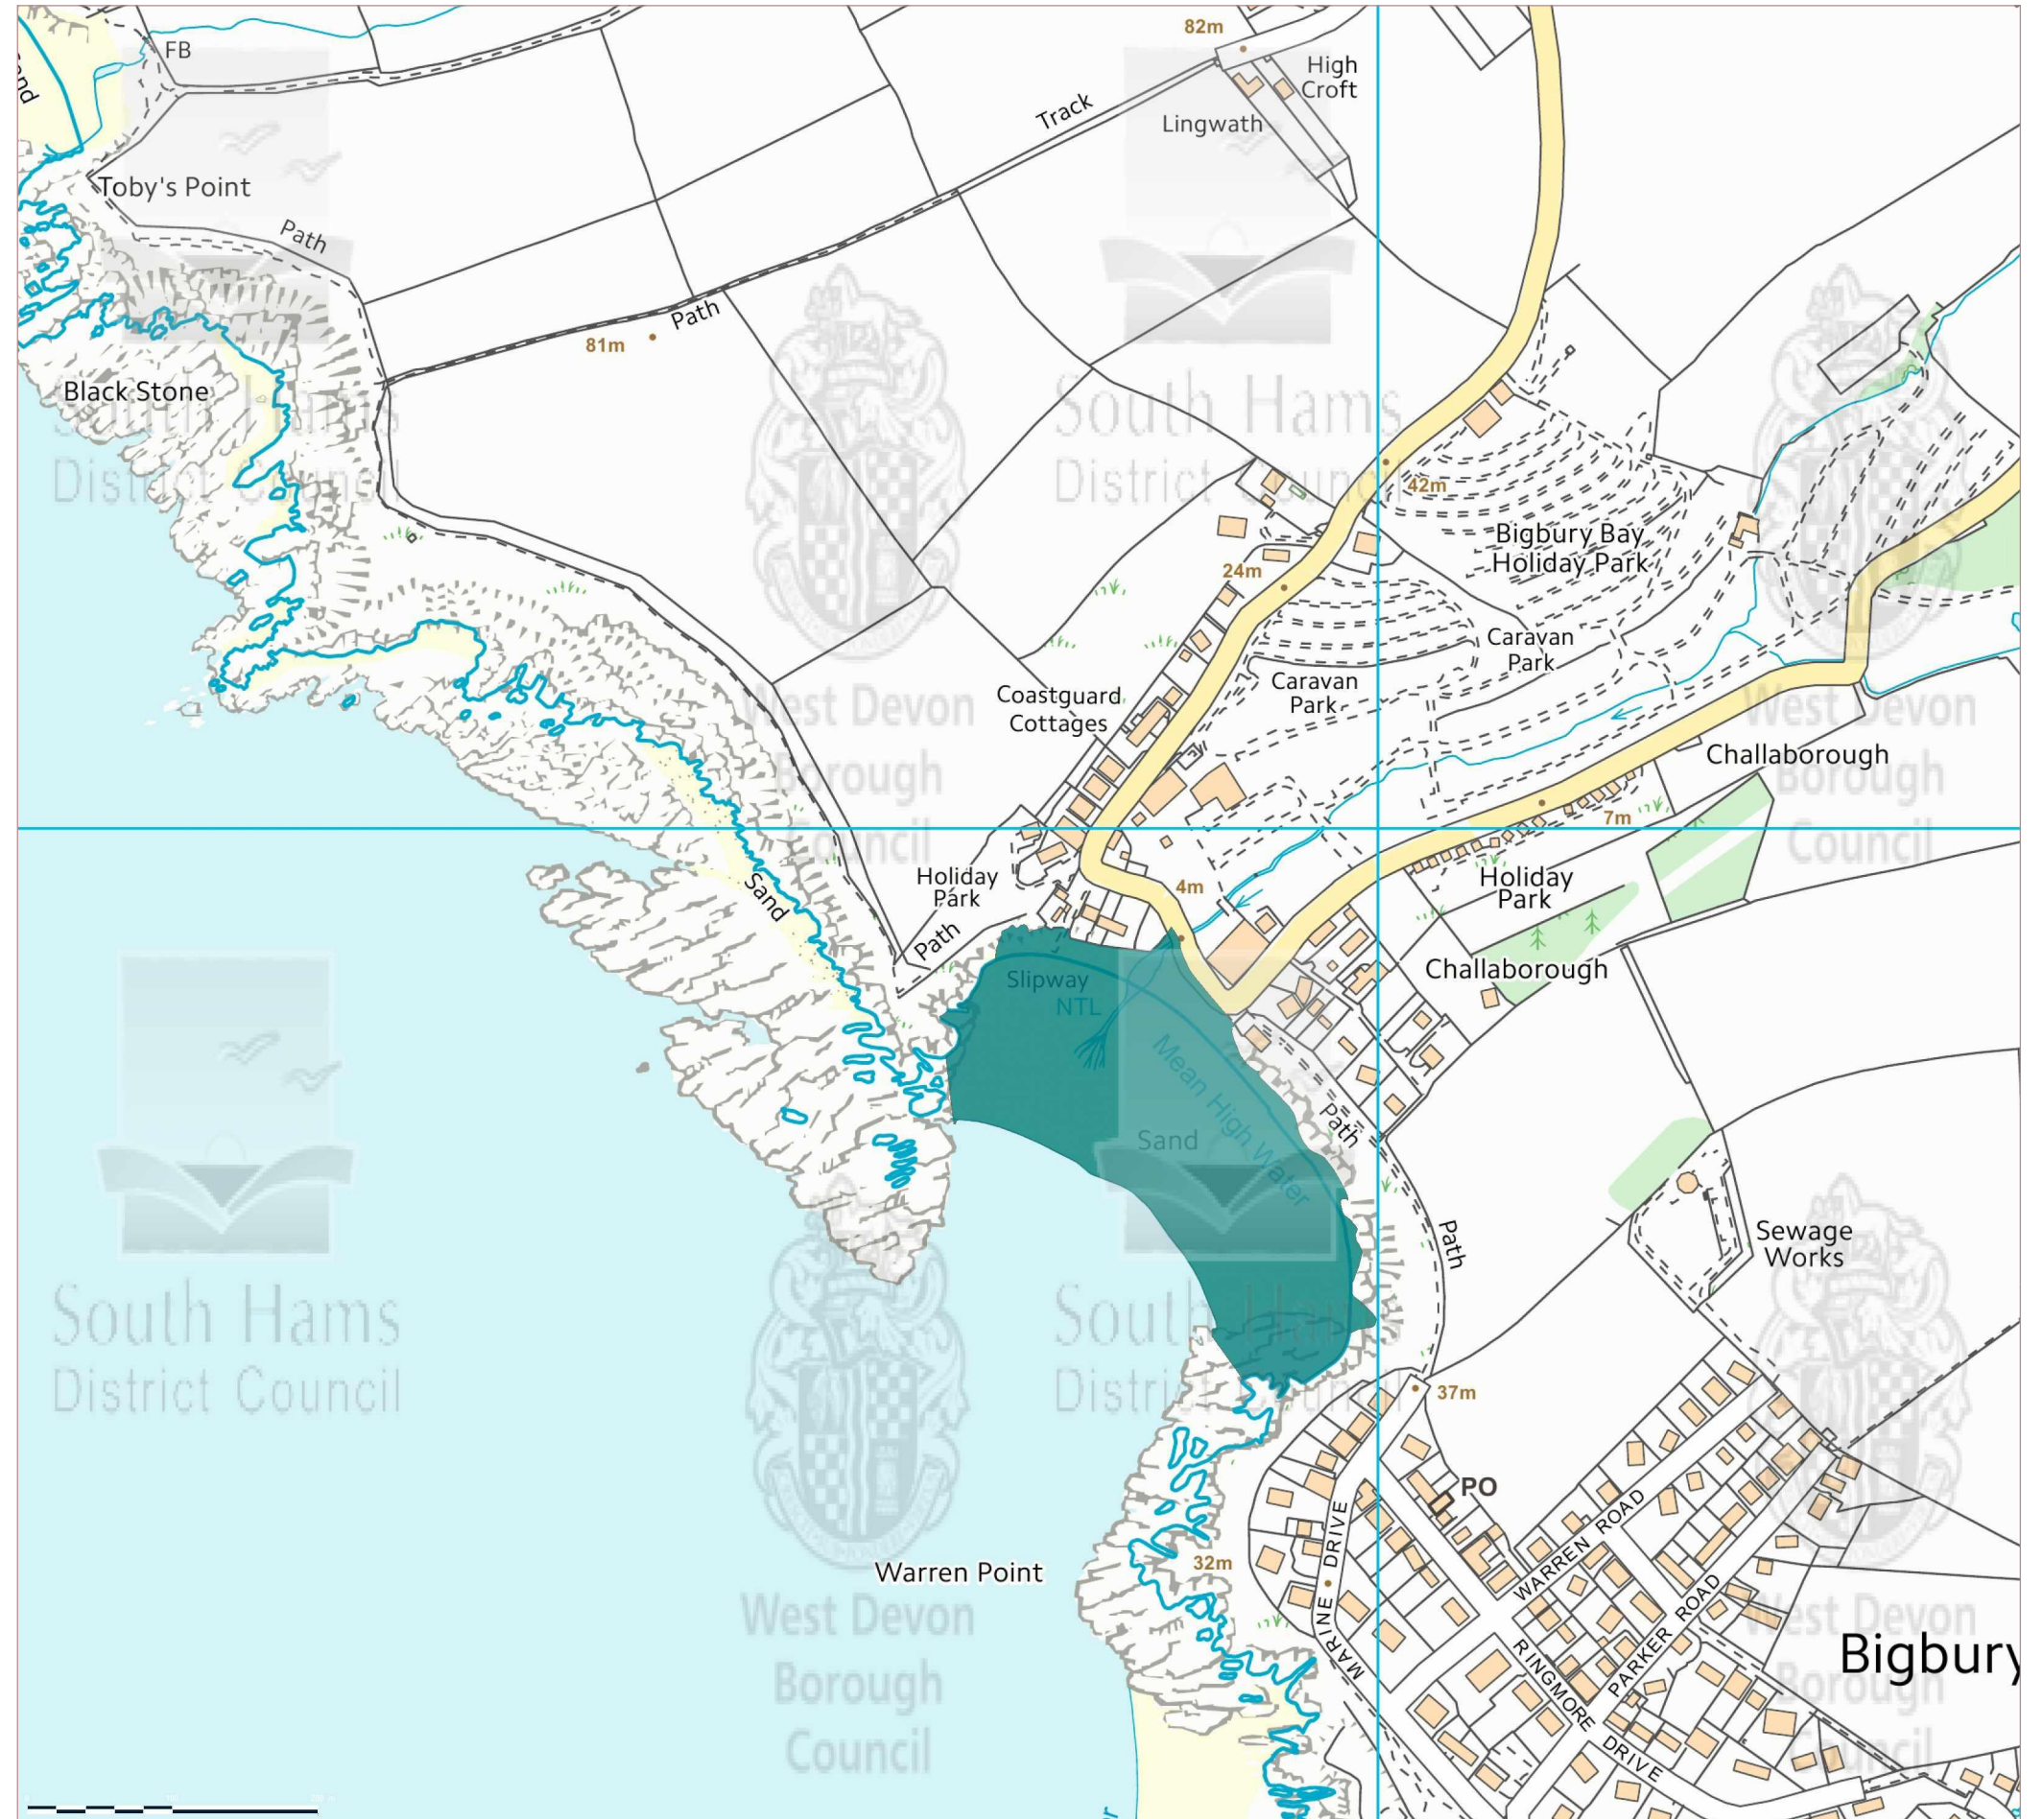 82m
FB
High
Croft
Track
Lingwath
Toby's Point
Path
Path
81m
Black Stone
South Hams
District Council
South Hams
District Council
42m
Bigbury Bay
Holiday Park
24m
Caravan
Park
Caravan
Park
Coastguard
Cottages
West Devon
Borough
Council
West Devon
Borough
Council
Challaborough
7m
Holiday
Park
Holiday
Park
4m
Sand
Path
Challaborough
Slipway
NTL
Mean High Water
Path
Sand
Path
Sewage
Works
South Hams
District Council
South Hams
District Council
37m
PO
WARREN ROAD
MARINE DRIVE
32m
Warren Point
PARKER ROAD
RINGMORE
DRIVE
MARINE
West Devon
Borough
Council
West Devon
Borough
Council
Bigbury